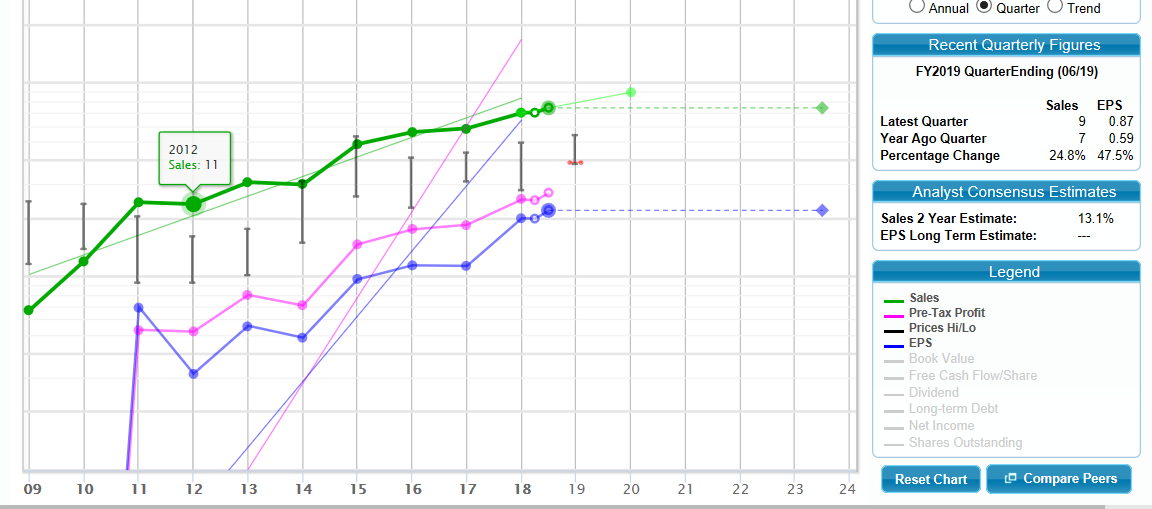 Annual Quarter Trend
Recent Quarterly Figures
FY2019 QuarterEnding (06/19)
Sales EPS
Latest Quarter 9 0.87
Year Ago Quarter 7 0.59
Percentage Change 24.8% 47.5%
Analyst Consensus Estimates
Sales 2 Year Estimate: 13.1%
EPS Long Term Estimate: ---
Legend
Sales
Pre-Tax Profit
Prices Hi/Lo
EPS
Book Value
Free Cash Flow/Share
Dividend
Long-term Debt
Net Income
Shares Outstanding
Reset Chart Compare Peers
2012
Sales: 11
09 10 11 12 13 14 15 16 17 18 19 20 21 22 23 24